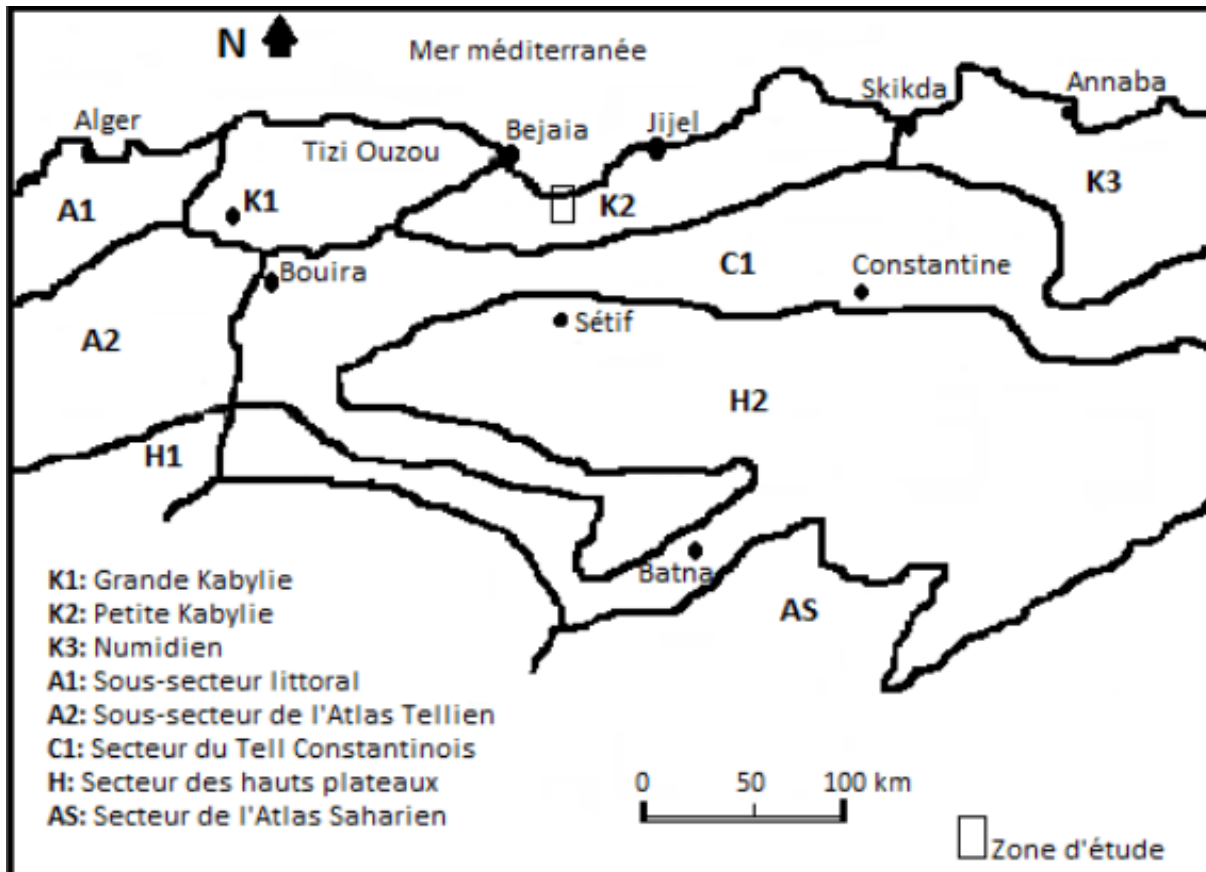 N
Mer méditerranée
Skikda
Annaba
Alger
Bejaia
Jijel
Tizi Ouzou
K3
A1
K1
K2
C1
Constantine
Bouira
Sétif
A2
H2
H1
Batna
AS
K1: Grande Kabylie
K2: Petite Kabylie
K3: Numidien
A1: Sous-secteur littoral
A2: Sous-secteur de l'Atlas Tellien
C1: Secteur du Tell Constantinois
H: Secteur des hauts plateaux
AS: Secteur de l'Atlas Saharien
0 50 100 km
Zone d'étude